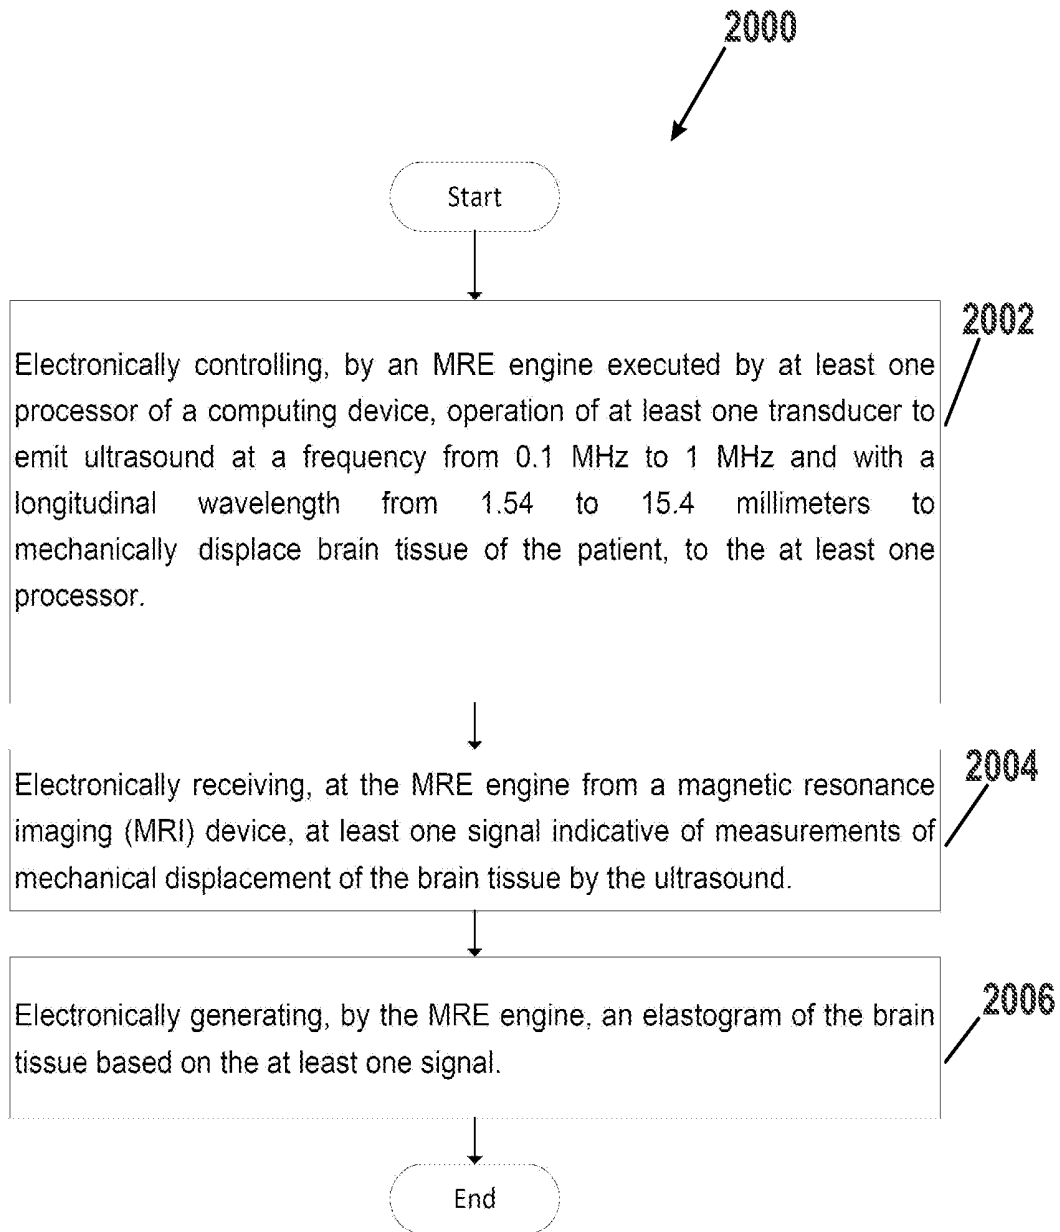 2000
Start
2002
Electronically controlling, by an MRE engine executed by at least one
processor of a computing device, operation of at least one transducer to
emit ultrasound at a frequency from 0.1 MHz to 1 MHz and with a
longitudinal wavelength from 1.54 to 15.4 millimeters to
mechanically displace brain tissue of the patient, to the at least one
processor.
2004
Electronically receiving, at the MRE engine from a magnetic resonance
imaging (MRI) device, at least one signal indicative of measurements of
mechanical displacement of the brain tissue by the ultrasound.
2006
Electronically generating, by the MRE engine, an elastogram of the brain
tissue based on the at least one signal.
End